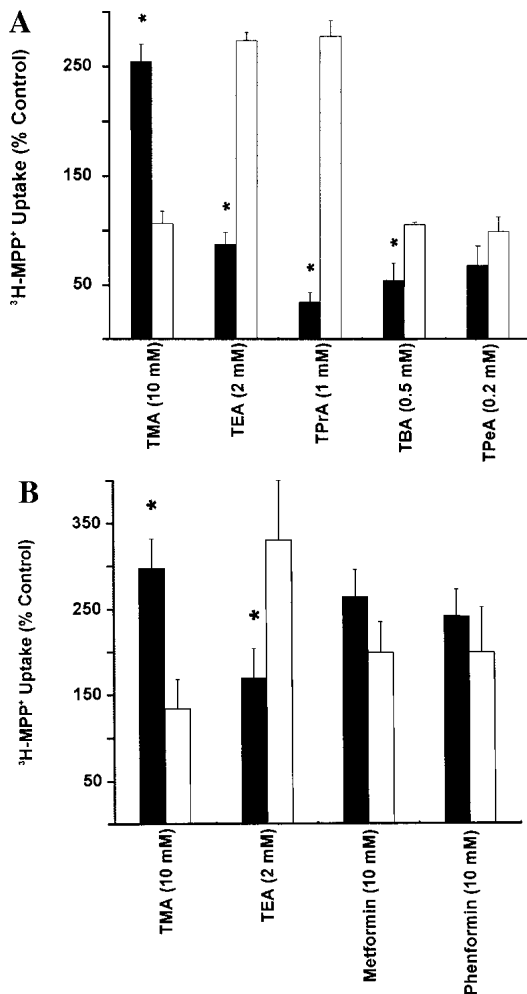 A
*
³H-MPP⁺ Uptake (% Control)
250
150
50
*
*
*
TMA (10 mM)
TEA (2 mM)
TPrA (1 mM)
TBA (0.5 mM)
TPeA (0.2 mM)
B
*
³H-MPP⁺ Uptake (% Control)
350
250
150
50
*
TMA (10 mM)
TEA (2 mM)
Metformin (10 mM)
Phenformin (10 mM)